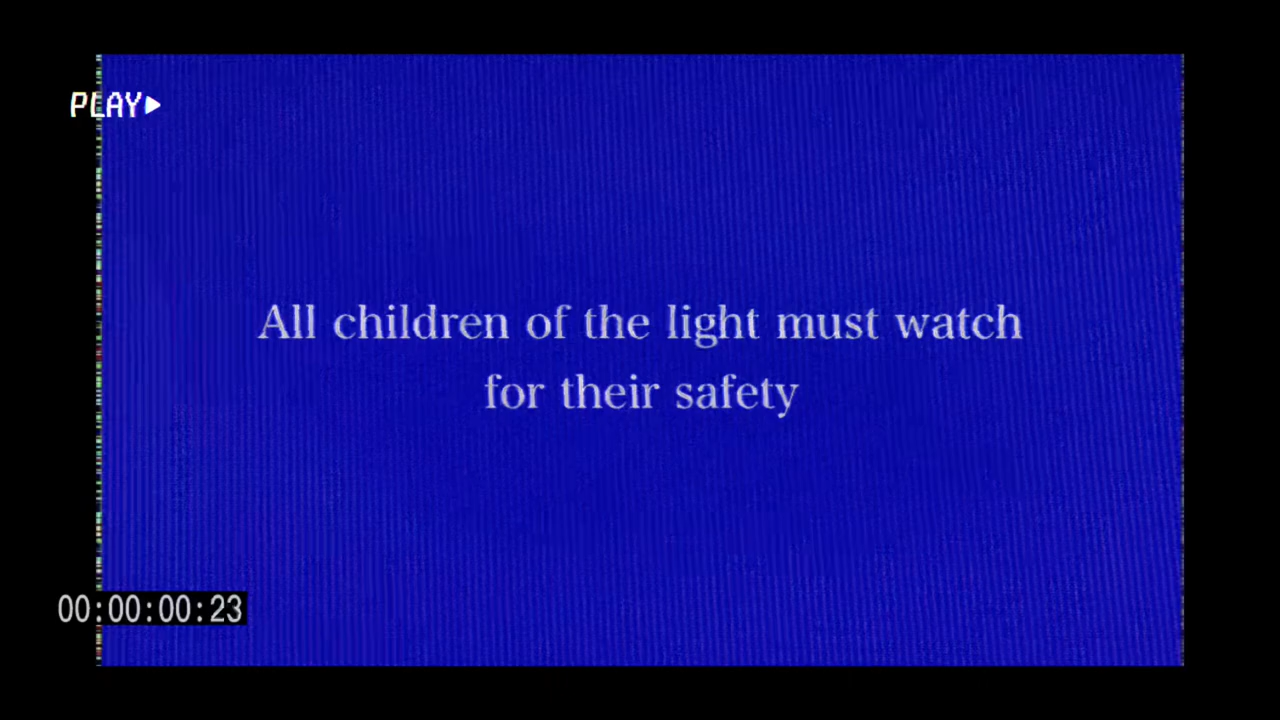 PLAY▶
All children of the light must watch
for their safety
00:00:00:23